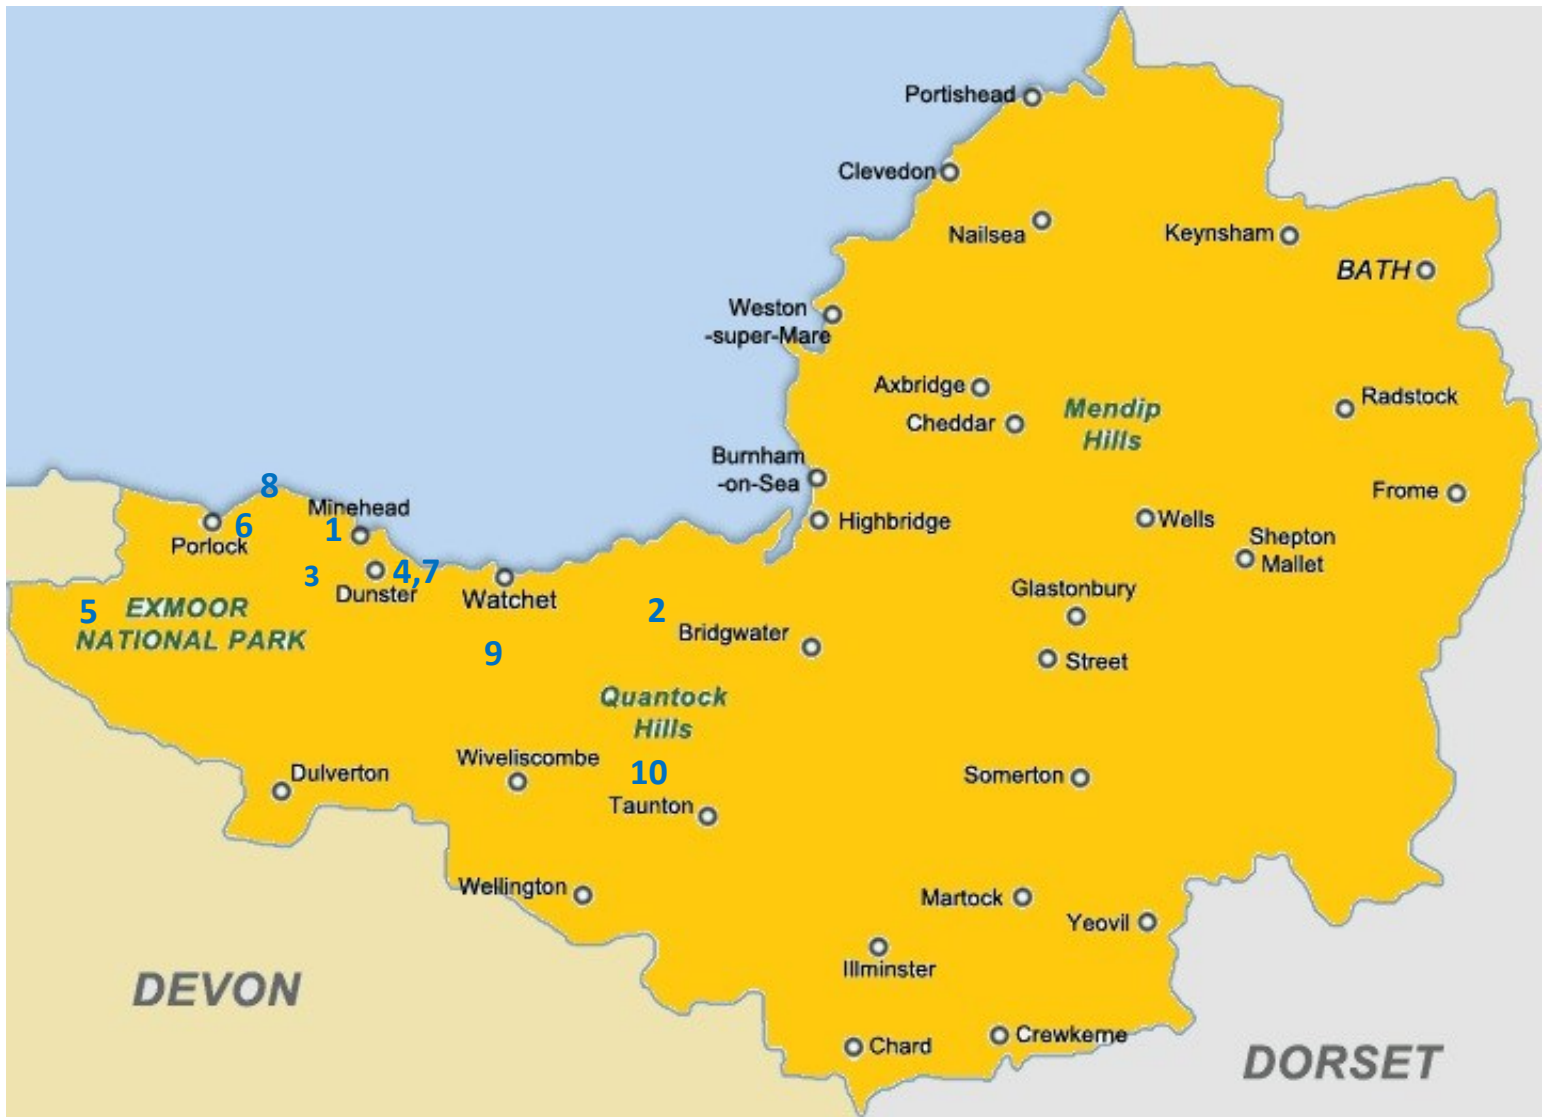 Portishead
Clevedon
Nailsea
Keynsham
BATH
Weston
-super-Mare
Axbridge
Cheddar
Mendip
Hills
Radstock
Burnham
-on-Sea
Frome
8
Minehead
6
1
Porlock
Highbridge
Wells
Shepton
Mallet
3
4,7
Dunster
Watchet
Glastonbury
5
EXMOOR
NATIONAL PARK
2
Bridgwater
9
Street
Quantock
Hills
Dulverton
Wiveliscombe
10
Somerton
Taunton
Wellington
Martock
Yeovil
Illminster
DEVON
Chard
Crewkerne
DORSET